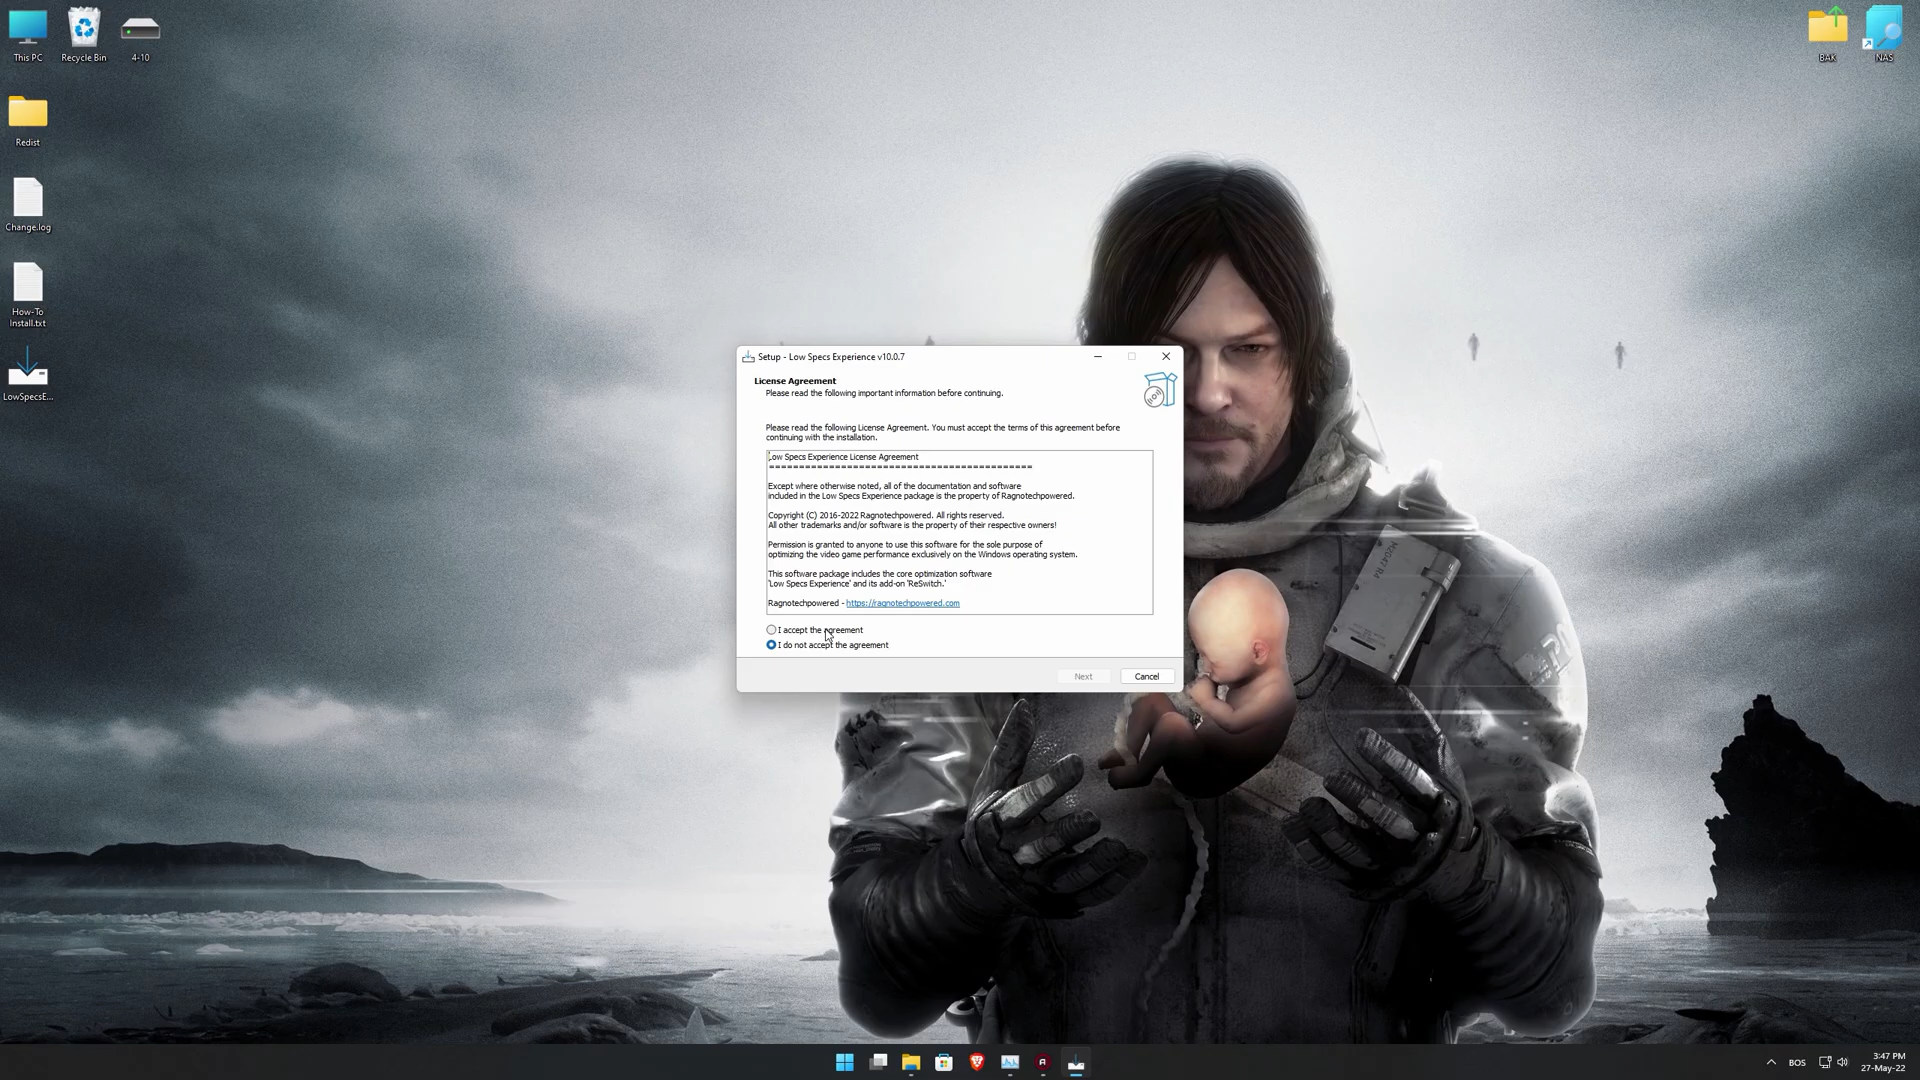 This PC
Recycle Bin
4-10
BAK
NAS
Redist
Change.log
How-To
Install.txt
LowSpecsE...
Setup - Low Specs Experience v10.0.7
License Agreement
Please read the following important information before continuing.
Please read the following License Agreement. You must accept the terms of this agreement before
continuing with the installation.
Low Specs Experience License Agreement
============================================
Except where otherwise noted, all of the documentation and software
included in the Low Specs Experience package is the property of Ragnotechpowered.
Copyright (C) 2016-2022 Ragnotechpowered. All rights reserved.
All other trademarks and/or software is the property of their respective owners!
Permission is granted to anyone to use this software for the sole purpose of
optimizing the video game performance exclusively on the Windows operating system.
This software package includes the core optimization software
'Low Specs Experience' and its add-on 'ReSwitch.'
Ragnotechpowered - https://ragnotechpowered.com
I accept the agreement
I do not accept the agreement
Next
Cancel
BOS
3:47 PM
27-May-22